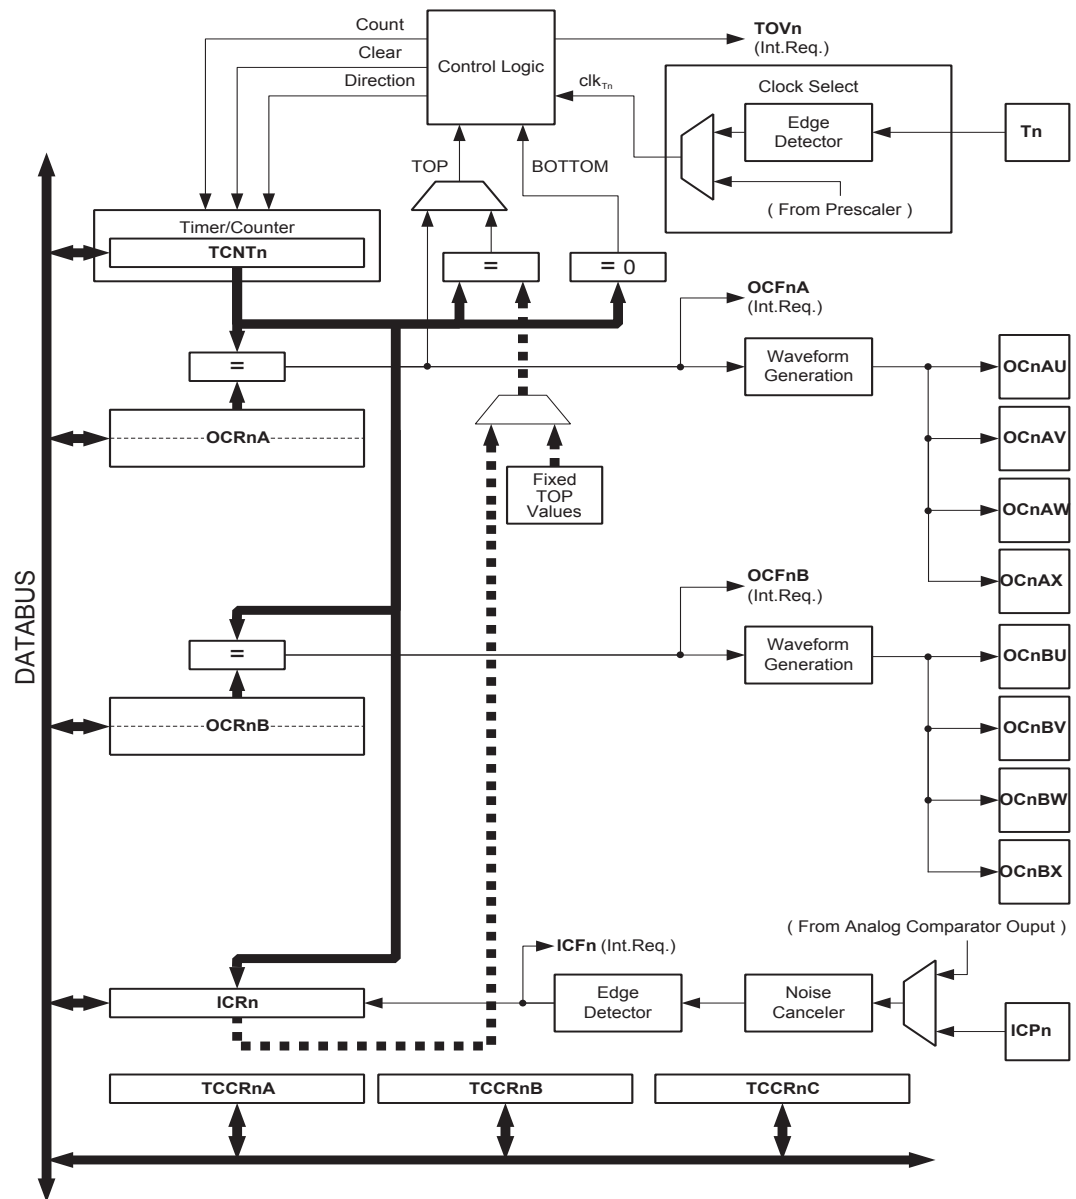 Count
TOVn
(Int.Req.)
Clear
Control Logic
Direction
clkTn
Clock Select
Edge
Detector
Tn
TOP
BOTTOM
( From Prescaler )
Timer/Counter
TCNTn
=
= 0
OCFnA
(Int.Req.)
=
Waveform
Generation
OCnAU
OCRnA
OCnAV
Fixed
TOP
Values
OCnAW
DATABUS
OCFnB
(Int.Req.)
OCnAX
=
Waveform
Generation
OCnBU
OCRnB
OCnBV
OCnBW
OCnBX
( From Analog Comparator Ouput )
ICFn (Int.Req.)
ICRn
Edge
Detector
Noise
Canceler
ICPn
TCCRnA
TCCRnB
TCCRnC